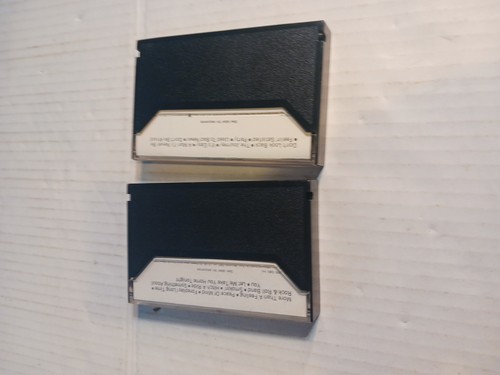 Don't Look Back • The Journey • It's Easy • A Man I'll Never Be
• Feelin' Satisfied • Party • Used To Bad News • Don't Be Afraid
More Than A Feeling • Peace Of Mind • Foreplay/Long Time •
Rock & Roll Band • Smokin' • Hitch A Ride • Something About
You • Let Me Take You Home Tonight